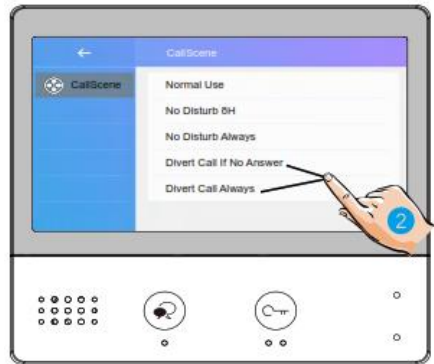 CallScene
CallScene
Normal Use
No Disturb 8H
No Disturb Always
Divert Call If No Answer
Divert Call Always
2